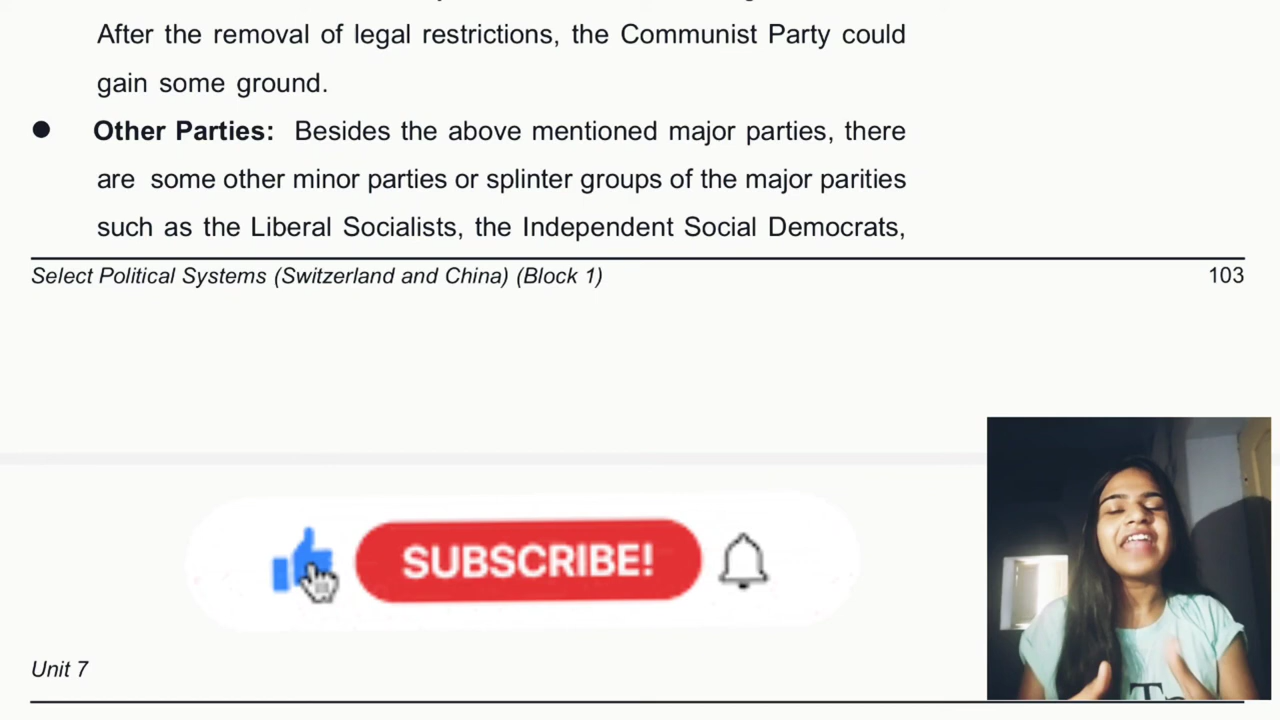 After the removal of legal restrictions, the Communist Party could
gain some ground.
● Other Parties: Besides the above mentioned major parties, there
are some other minor parties or splinter groups of the major parities
such as the Liberal Socialists, the Independent Social Democrats,
Select Political Systems (Switzerland and China) (Block 1) 103
SUBSCRIBE!
Unit 7